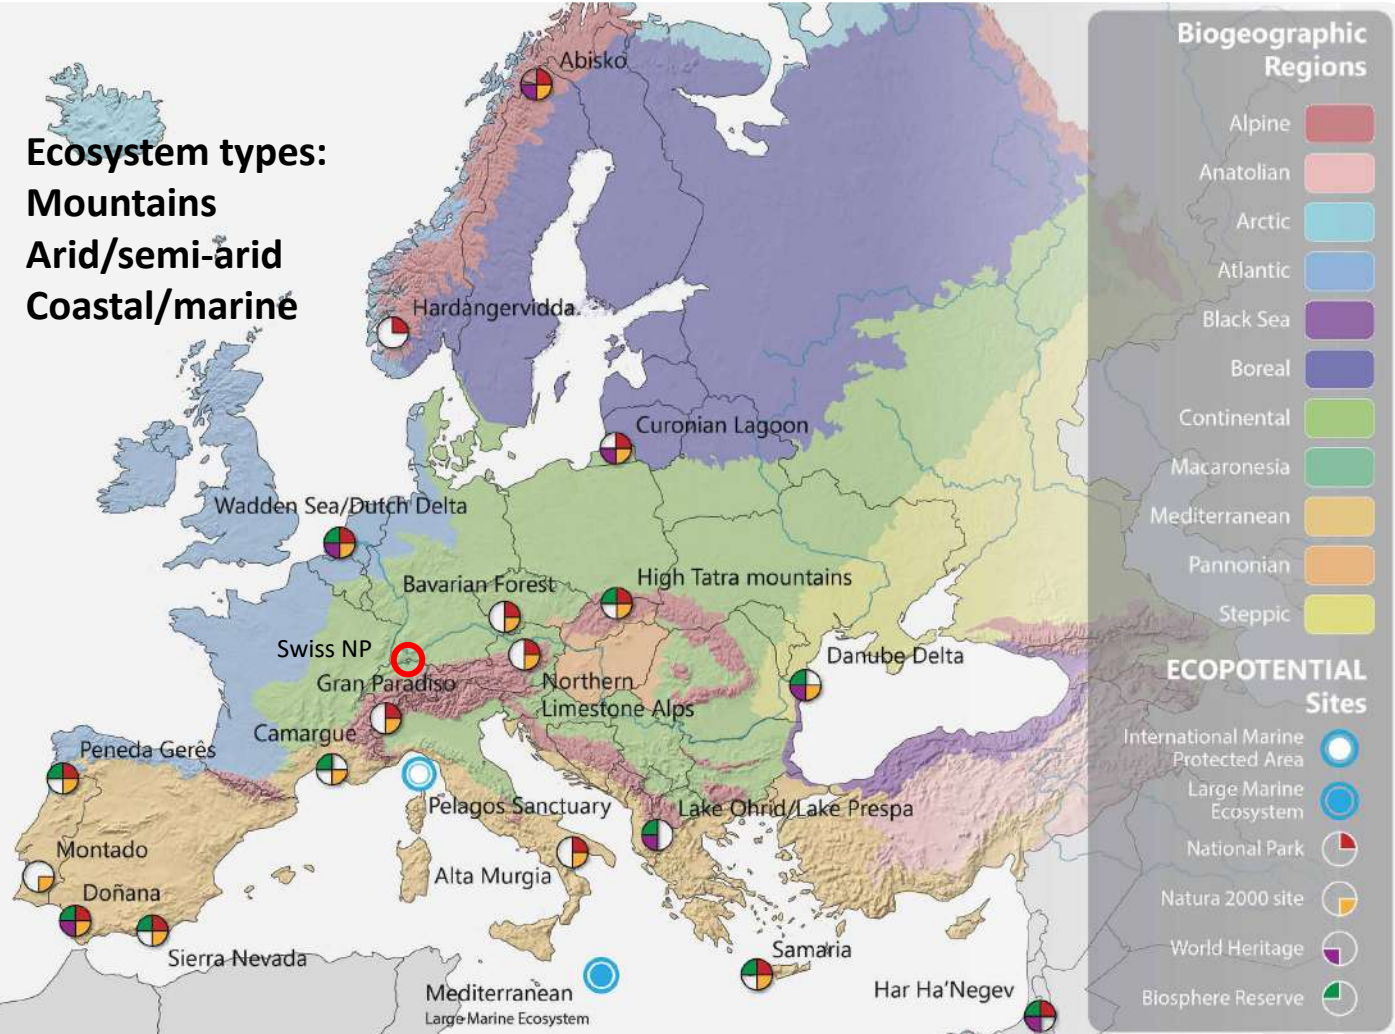 Ecosystem types:
Mountains
Arid/semi-arid
Coastal/marine
Abisko
Hardangervidda
Curonian Lagoon
Wadden Sea/Dutch Delta
Bavarian Forest
High Tatra mountains
Swiss NP
Gran Paradiso
Northern
Limestone Alps
Danube Delta
Camargue
Peneda Gerês
Pelagos Sanctuary
Lake Ohrid/Lake Prespa
Montado
Alta Murgia
Doñana
Sierra Nevada
Samaria
Mediterranean
Large Marine Ecosystem
Har Ha'Negev
Biogeographic
Regions
Alpine
Anatolian
Arctic
Atlantic
Black Sea
Boreal
Continental
Macaronesia
Mediterranean
Pannonian
Steppic
ECOPOTENTIAL
Sites
International Marine
Protected Area
Large Marine
Ecosystem
National Park
Natura 2000 site
World Heritage
Biosphere Reserve